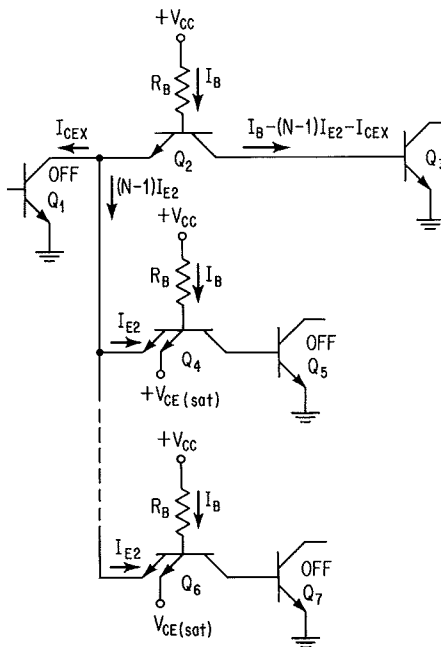 +V_CC
R_B I_B
I_CEX I_B-(N-1)I_E2-I_CEX
OFF Q_2
Q_1 (N-1)I_E2
+V_CC
R_B I_B
I_E2
OFF
Q_4 Q_5
+V_CE(sat)
+V_CC
R_B I_B
I_E2
OFF
Q_6 Q_7
V_CE(sat)